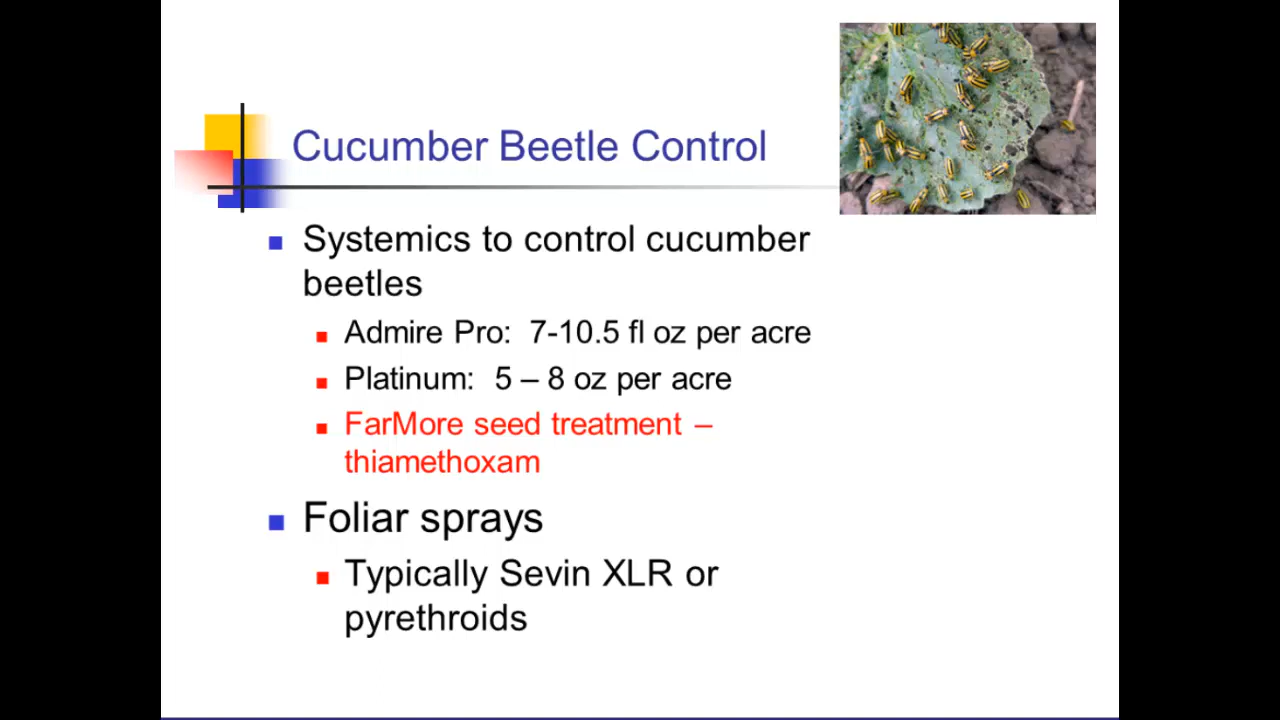 Cucumber Beetle Control
Systemics to control cucumber
beetles
Admire Pro: 7-10.5 fl oz per acre
Platinum: 5 – 8 oz per acre
FarMore seed treatment –
thiamethoxam
Foliar sprays
Typically Sevin XLR or
pyrethroids